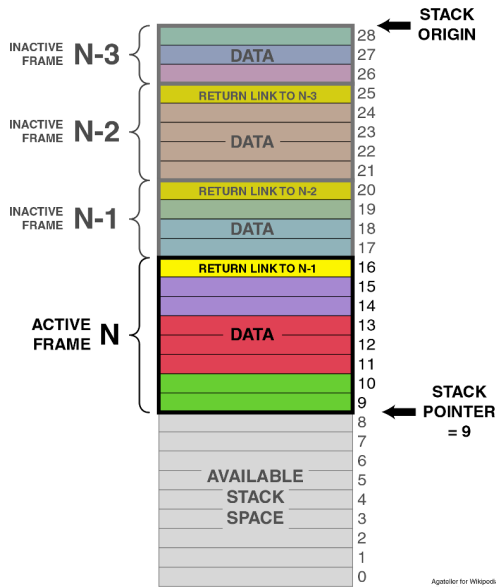 STACK
ORIGIN
28
INACTIVE
FRAME N-3
27
DATA
26
RETURN LINK TO N-3
25
24
INACTIVE
FRAME N-2
23
DATA
22
21
RETURN LINK TO N-2
20
19
INACTIVE
FRAME N-1
DATA
18
17
RETURN LINK TO N-1
16
15
14
ACTIVE
FRAME N
13
DATA
12
11
10
9
STACK
POINTER
= 9
8
7
6
AVAILABLE
STACK
SPACE
5
4
3
2
1
0
Agateller for Wikipedi